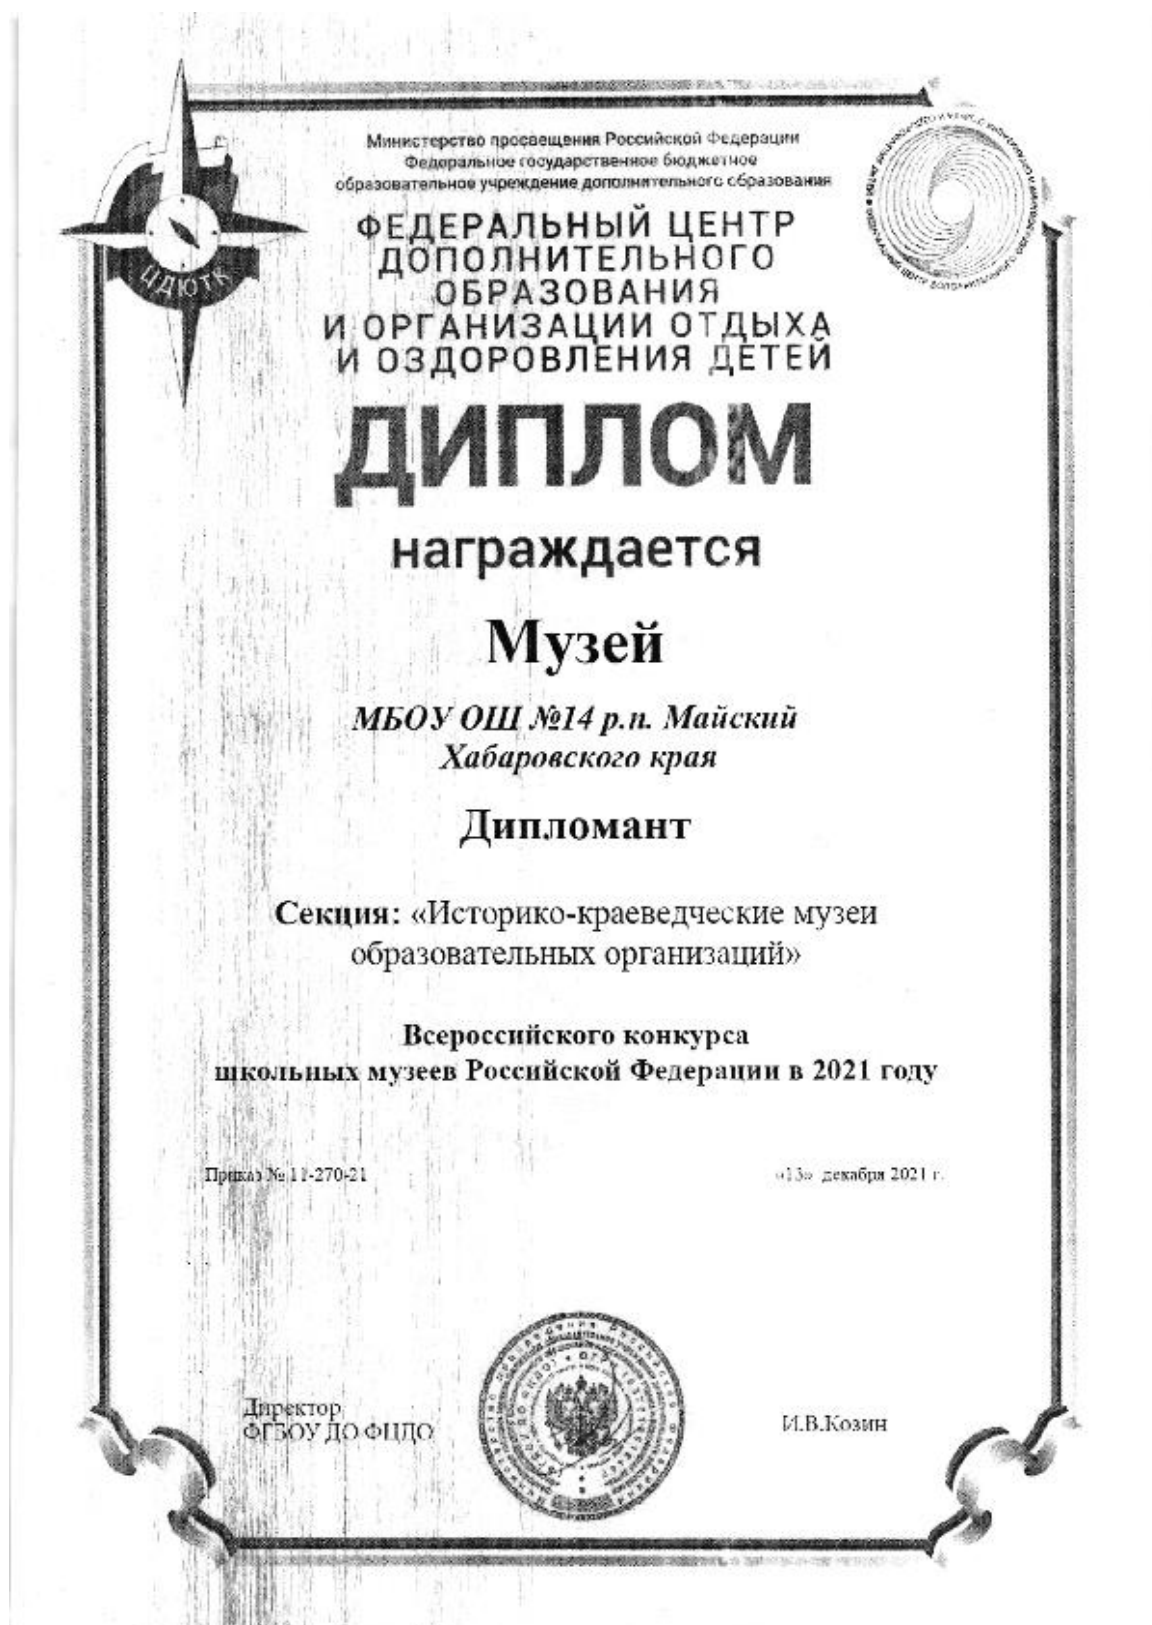 Министерство просвещения Российской Федерации
Федеральное государственное бюджетное
образовательное учреждение дополнительного образования
ФЕДЕРАЛЬНЫЙ ЦЕНТР
ДОПОЛНИТЕЛЬНОГО
ОБРАЗОВАНИЯ
И ОРГАНИЗАЦИИ ОТДЫХА
И ОЗДОРОВЛЕНИЯ ДЕТЕЙ
ЦДЮТК
ДИПЛОМ
награждается
Музей
МБОУ ОШ №14 р.п. Майский
Хабаровского края
Дипломант
Секция: «Историко-краеведческие музеи
образовательных организаций»
Всероссийского конкурса
школьных музеев Российской Федерации в 2021 году
Приказ № 11-270-21
декабря 2021 г.
Директор
ФГБОУ ДО ФЦДО
И.В.Козин